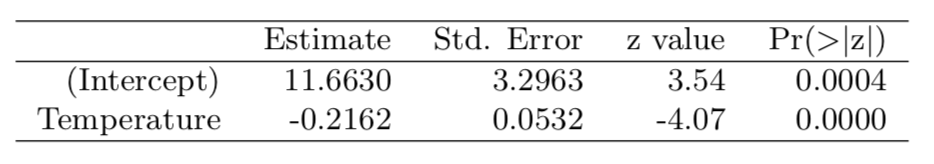 Estimate Std. Error z value Pr(>|z|)
(Intercept) 11.6630 3.2963 3.54 0.0004
Temperature -0.2162 0.0532 -4.07 0.0000